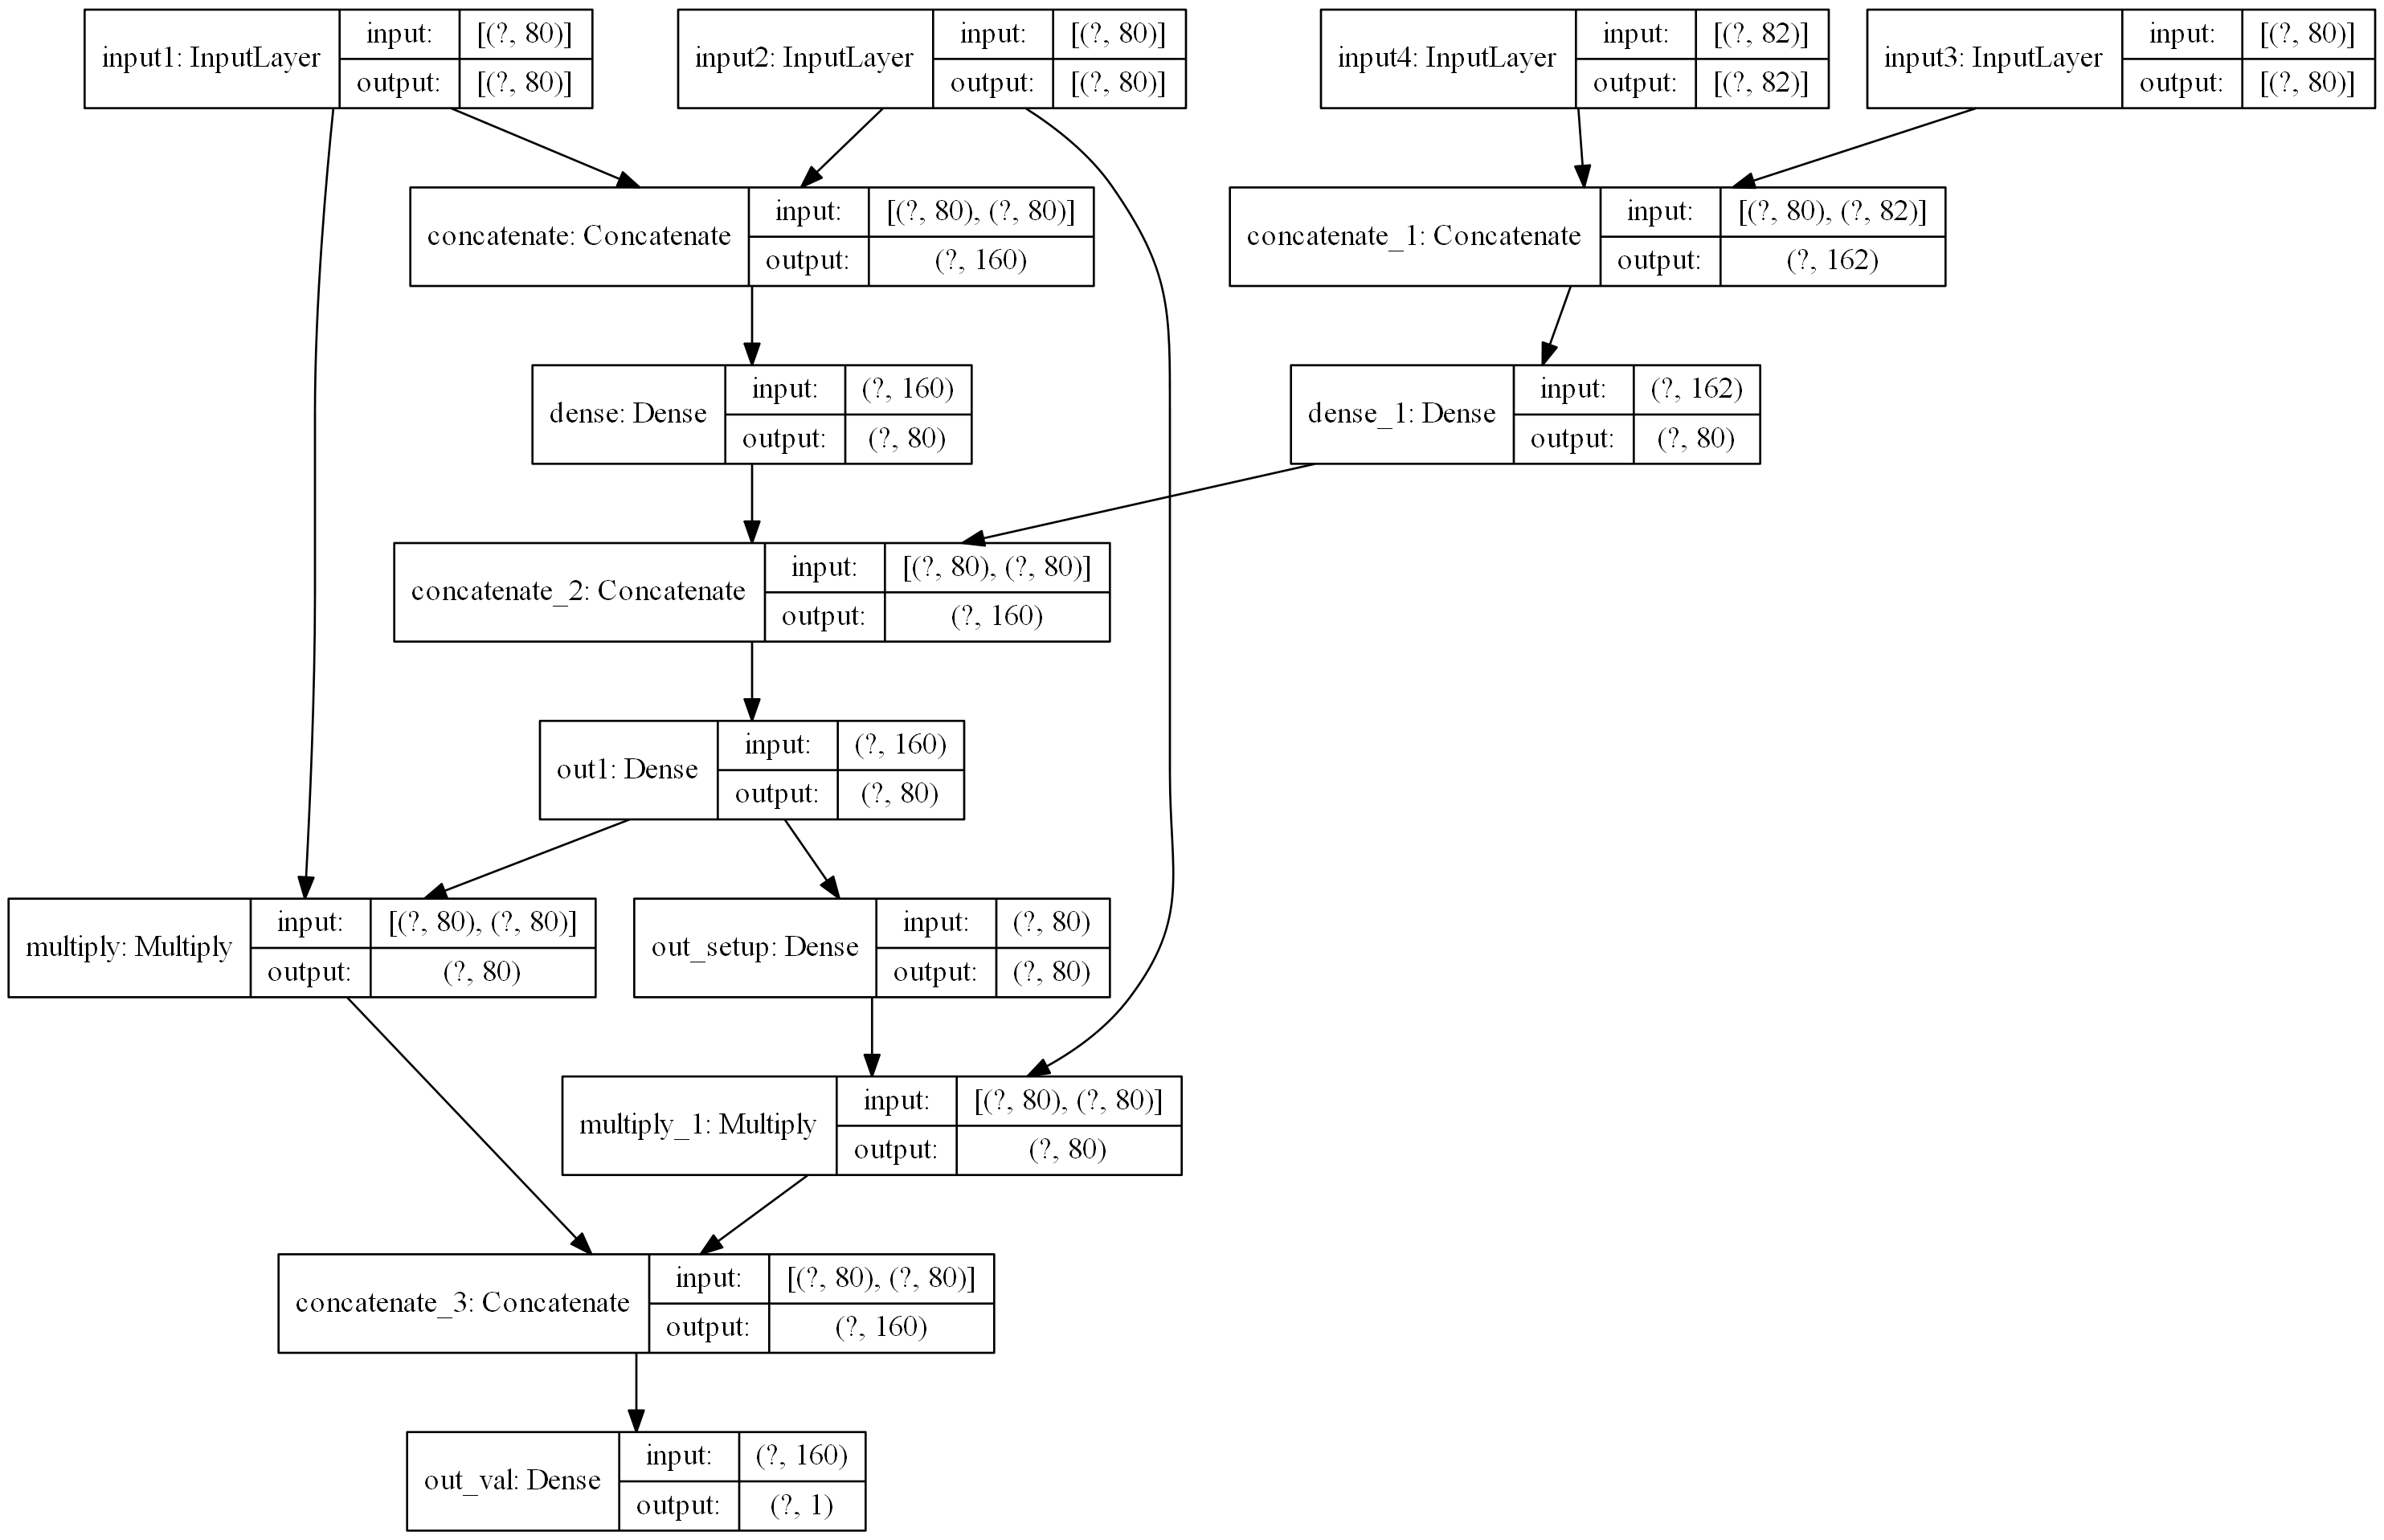 input1: InputLayer
input: [(?, 80)]
output: [(?, 80)]
input2: InputLayer
input: [(?, 80)]
output: [(?, 80)]
input4: InputLayer
input: [(?, 82)]
output: [(?, 82)]
input3: InputLayer
input: [(?, 80)]
output: [(?, 80)]
concatenate: Concatenate
input: [(?, 80), (?, 80)]
output: (?, 160)
concatenate_1: Concatenate
input: [(?, 80), (?, 82)]
output: (?, 162)
dense: Dense
input: (?, 160)
output: (?, 80)
dense_1: Dense
input: (?, 162)
output: (?, 80)
concatenate_2: Concatenate
input: [(?, 80), (?, 80)]
output: (?, 160)
out1: Dense
input: (?, 160)
output: (?, 80)
multiply: Multiply
input: [(?, 80), (?, 80)]
output: (?, 80)
out_setup: Dense
input: (?, 80)
output: (?, 80)
multiply_1: Multiply
input: [(?, 80), (?, 80)]
output: (?, 80)
concatenate_3: Concatenate
input: [(?, 80), (?, 80)]
output: (?, 160)
out_val: Dense
input: (?, 160)
output: (?, 1)